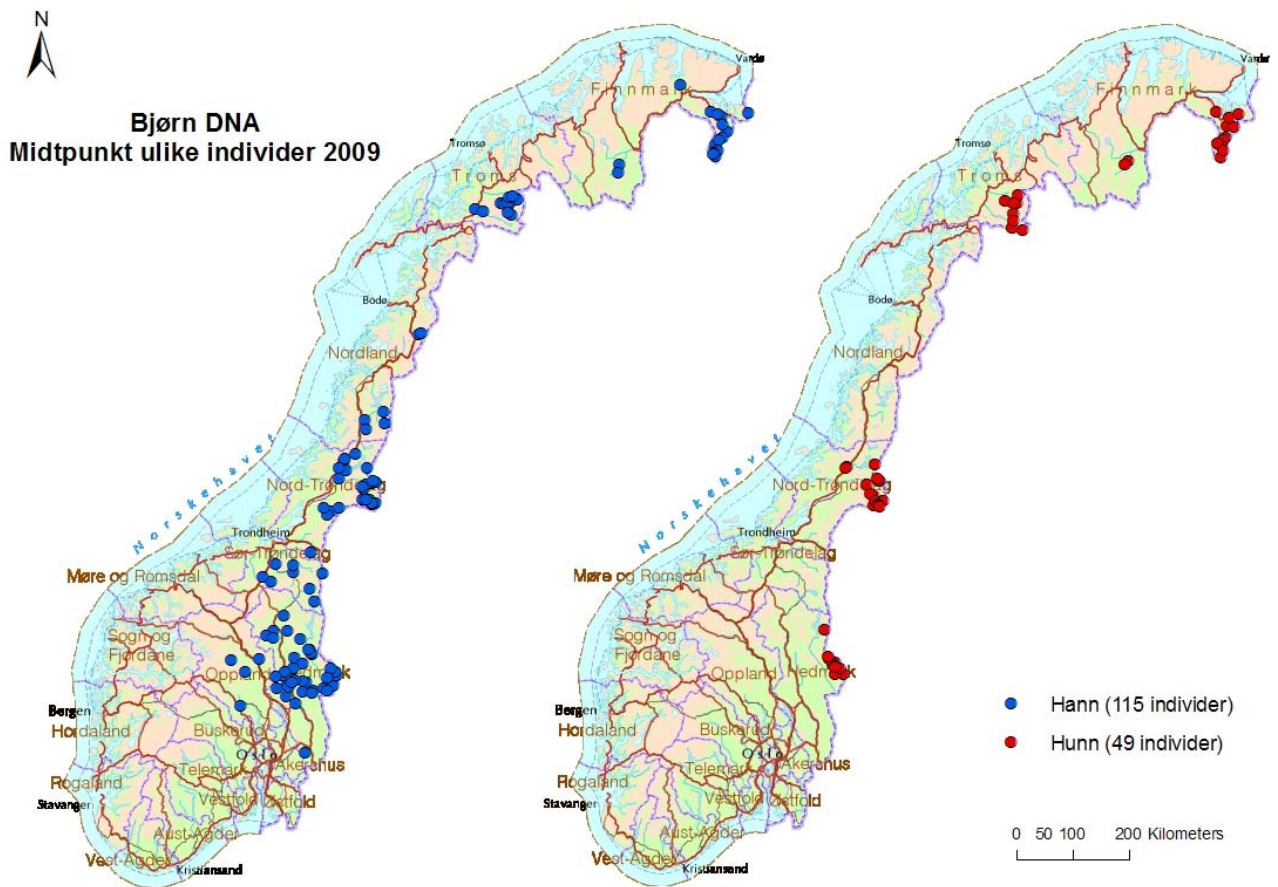 N
Bjørn DNA
Midtpunkt ulike individer 2009
Vardø
Finnmark
Tromsø
Troms
Bodø
Nordland
Norskehavet
Nord-Trøndelag
Trondheim
Sør-Trøndelag
Møre og Romsdal
Sogn og
Fjordane
Oppland
Hedmark
Bergen
Hordaland
Buskerud
Oslo
Akershus
Telemark
Rogaland
Stavanger
Vestfold
Østfold
Aust-Agder
Vest-Agder
Kristiansand
Vardø
Finnmark
Tromsø
Troms
Bodø
Nordland
Norskehavet
Nord-Trøndelag
Trondheim
Sør-Trøndelag
Møre og Romsdal
Sogn og
Fjordane
Oppland
Hedmark
Bergen
Hordaland
Buskerud
Oslo
Akershus
Telemark
Rogaland
Stavanger
Vestfold
Østfold
Aust-Agder
Vest-Agder
Kristiansand
Hann (115 individer)
Hunn (49 individer)
0 50 100 200 Kilometers